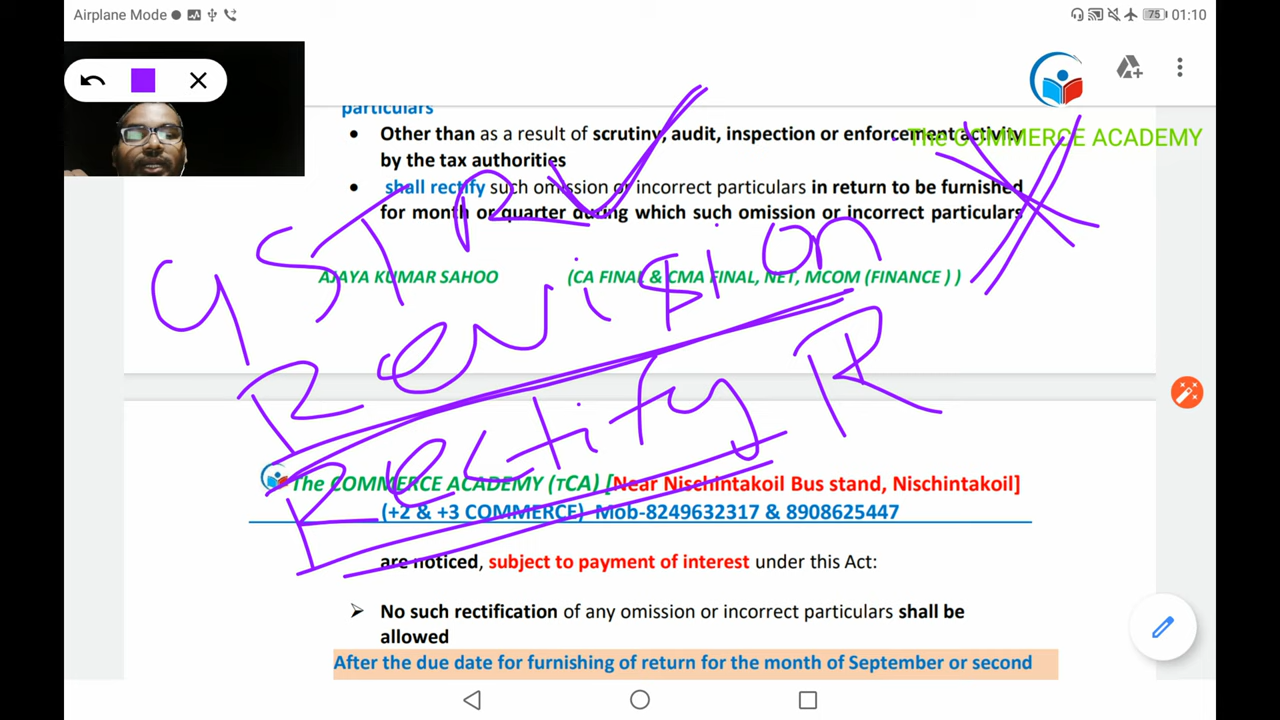 Airplane Mode 75 01:10
particulars
• Other than as a result of scrutiny, audit, inspection or enforcement activity
by the tax authorities
The COMMERCE ACADEMY
• shall rectify such omission or incorrect particulars in return to be furnished
for month or quarter during which such omission or incorrect particulars
GST R
AJAYA KUMAR SAHOO (CA FINAL & CMA FINAL, NET, MCOM (FINANCE ) )
Revision
Rectify R
The COMMERCE ACADEMY (TCA) [Near Nischintakoil Bus stand, Nischintakoil]
(+2 & +3 COMMERCE) Mob-8249632317 & 8908625447
are noticed, subject to payment of interest under this Act:
➢ No such rectification of any omission or incorrect particulars shall be
allowed
After the due date for furnishing of return for the month of September or second